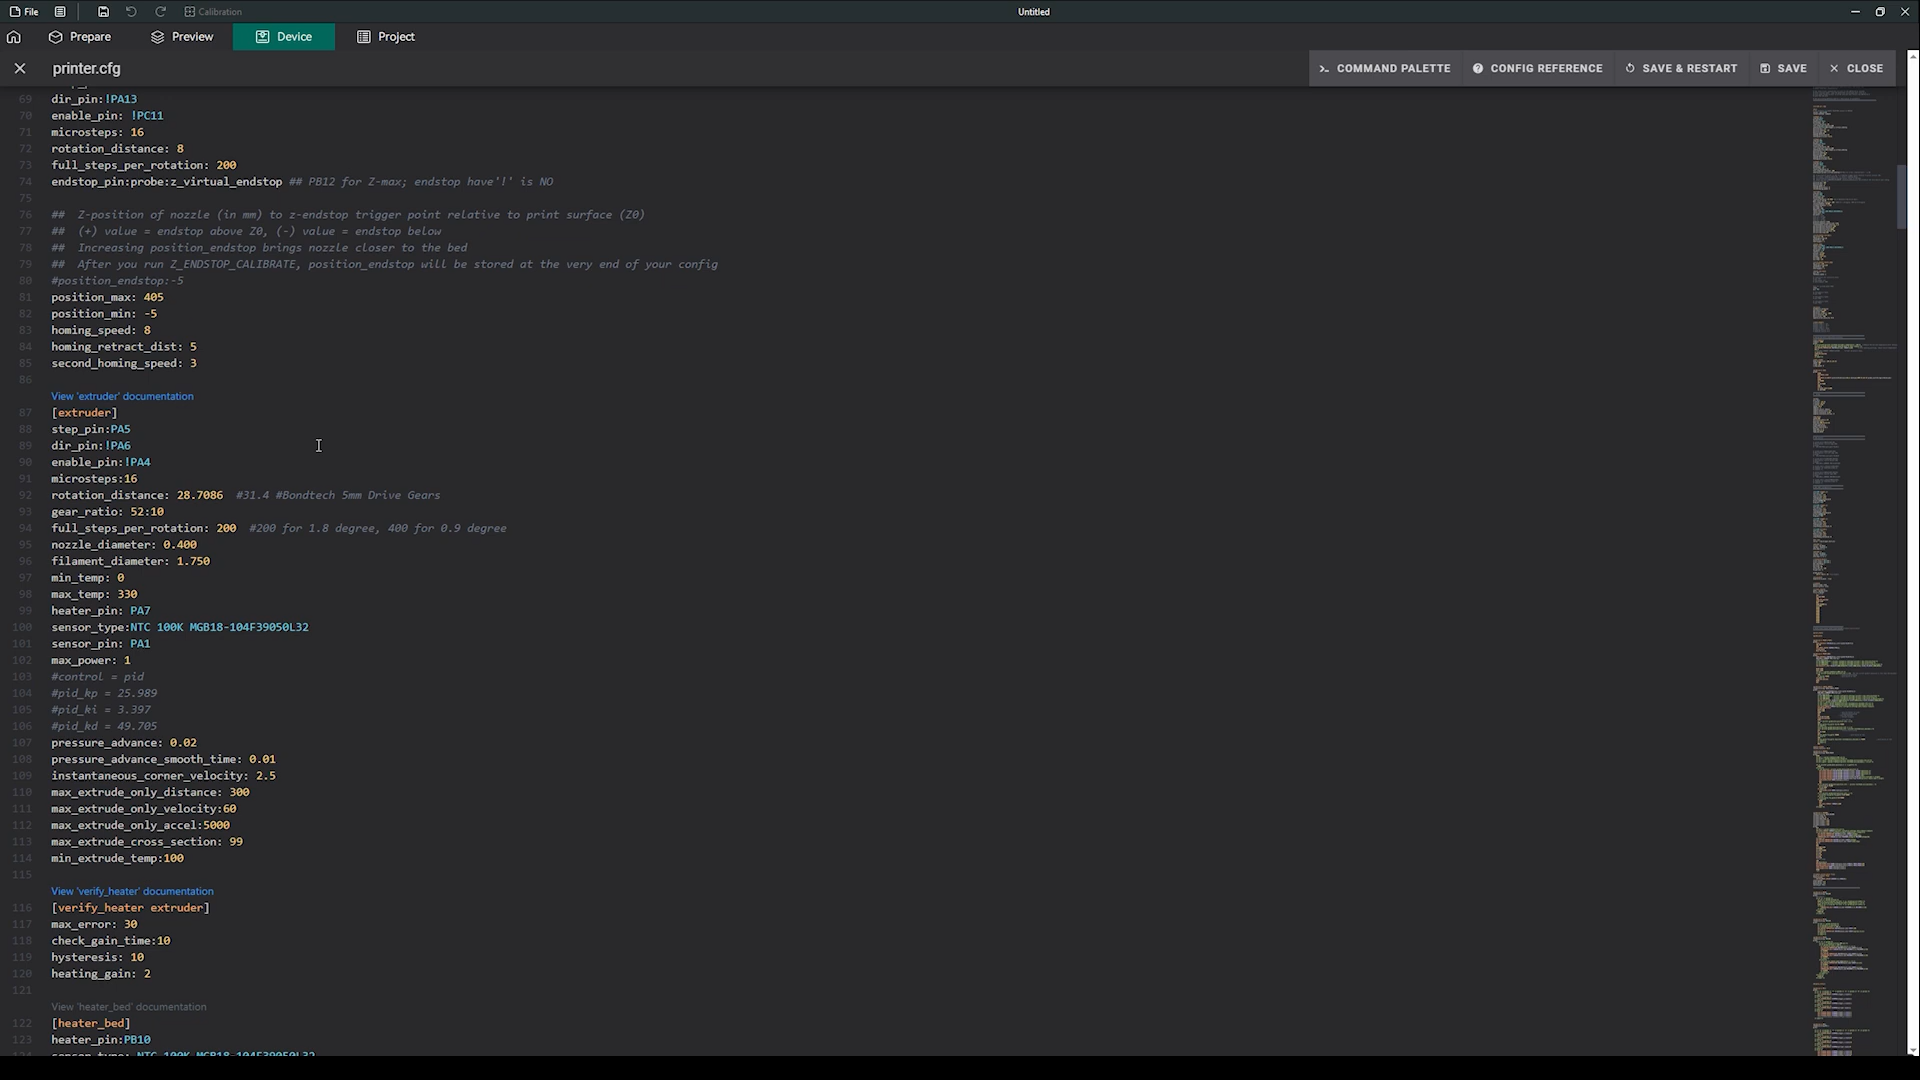 File
Calibration
Untitled
Prepare
Preview
Device
Project
printer.cfg
COMMAND PALETTE
CONFIG REFERENCE
SAVE & RESTART
SAVE
CLOSE
69 dir_pin:!PA13
70 enable_pin: !PC11
71 microsteps: 16
72 rotation_distance: 8
73 full_steps_per_rotation: 200
74 endstop_pin:probe:z_virtual_endstop ## PB12 for Z-max; endstop have'!' is NO
75
76 ## Z-position of nozzle (in mm) to z-endstop trigger point relative to print surface (Z0)
77 ## (+) value = endstop above Z0, (-) value = endstop below
78 ## Increasing position_endstop brings nozzle closer to the bed
79 ## After you run Z_ENDSTOP_CALIBRATE, position_endstop will be stored at the very end of your config
80 #position_endstop:-5
81 position_max: 405
82 position_min: -5
83 homing_speed: 8
84 homing_retract_dist: 5
85 second_homing_speed: 3
86
View 'extruder' documentation
87 [extruder]
88 step_pin:PA5
89 dir_pin:!PA6
90 enable_pin:!PA4
91 microsteps:16
92 rotation_distance: 28.7086 #31.4 #Bondtech 5mm Drive Gears
93 gear_ratio: 52:10
94 full_steps_per_rotation: 200 #200 for 1.8 degree, 400 for 0.9 degree
95 nozzle_diameter: 0.400
96 filament_diameter: 1.750
97 min_temp: 0
98 max_temp: 330
99 heater_pin: PA7
100 sensor_type:NTC 100K MGB18-104F39050L32
101 sensor_pin: PA1
102 max_power: 1
103 #control = pid
104 #pid_kp = 25.989
105 #pid_ki = 3.397
106 #pid_kd = 49.705
107 pressure_advance: 0.02
108 pressure_advance_smooth_time: 0.01
109 instantaneous_corner_velocity: 2.5
110 max_extrude_only_distance: 300
111 max_extrude_only_velocity:60
112 max_extrude_only_accel:5000
113 max_extrude_cross_section: 99
114 min_extrude_temp:100
115
View 'verify_heater' documentation
116 [verify_heater extruder]
117 max_error: 30
118 check_gain_time:10
119 hysteresis: 10
120 heating_gain: 2
121
View 'heater_bed' documentation
122 [heater_bed]
123 heater_pin:PB10
124 sensor_type: NTC 100K MGB18-104F39050L32